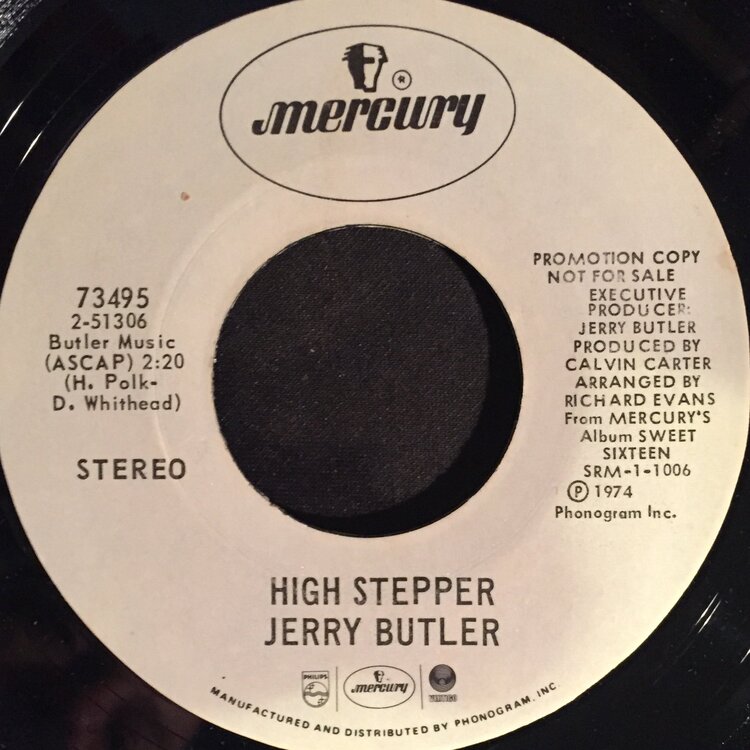 ®
mercury
73495
2-51306
Butler Music
(ASCAP) 2:20
(H. Polk-
D. Whithead)
STEREO
PROMOTION COPY
NOT FOR SALE
EXECUTIVE
PRODUCER:
JERRY BUTLER
PRODUCED BY
CALVIN CARTER
ARRANGED BY
RICHARD EVANS
From MERCURY'S
Album SWEET
SIXTEEN
SRM-1-1006
Ⓟ 1974
Phonogram Inc.
HIGH STEPPER
JERRY BUTLER
PHILIPS
mercury
VERTIGO
MANUFACTURED AND DISTRIBUTED BY PHONOGRAM, INC.